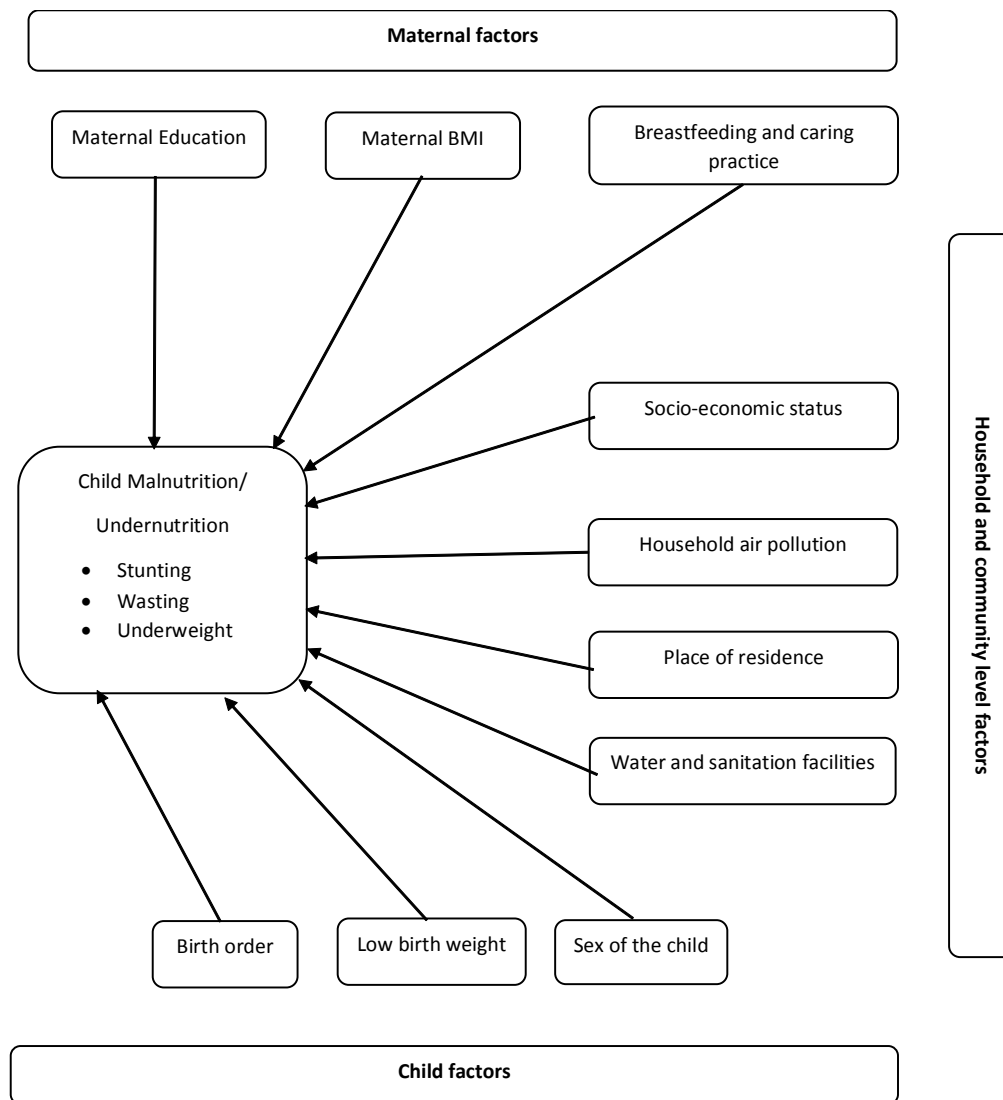 Maternal factors
Maternal Education
Maternal BMI
Breastfeeding and caring
practice
Socio-economic status
Household air pollution
Place of residence
Water and sanitation facilities
Household and community level factors
Child Malnutrition/
Undernutrition
• Stunting
• Wasting
• Underweight
Birth order
Low birth weight
Sex of the child
Child factors